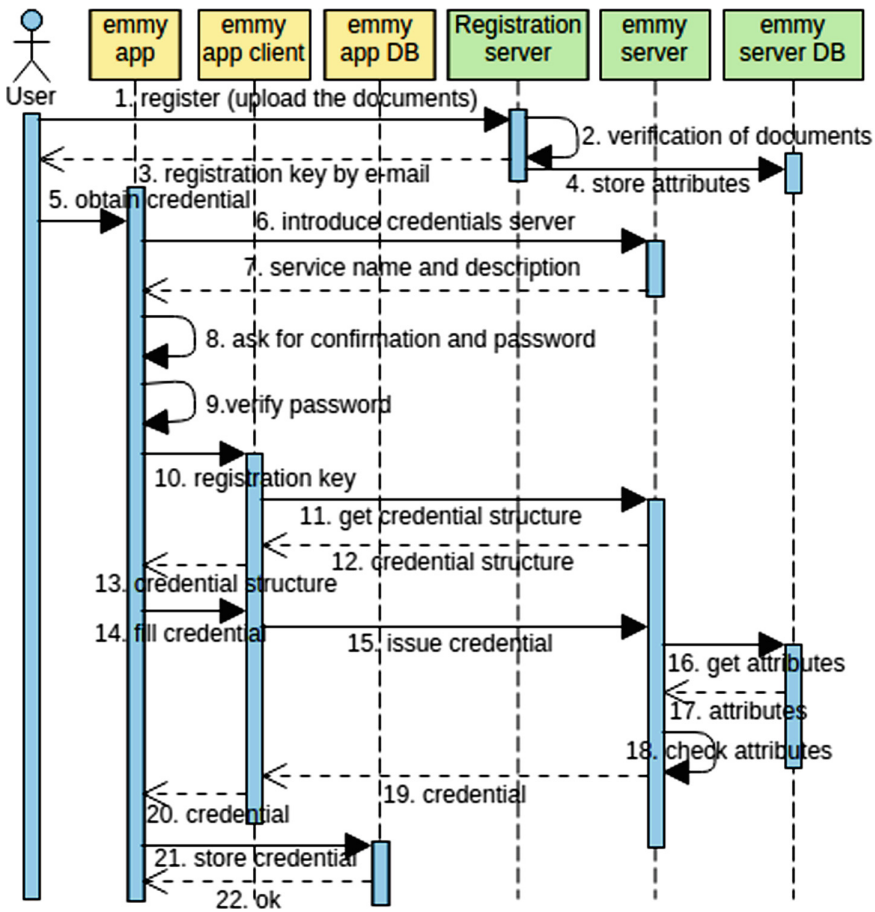 emmy
app
emmy
app client
emmy
app DB
Registration
server
emmy
server
emmy
server DB
User
1. register (upload the documents)
2. verification of documents
3. registration key by e-mail
4. store attributes
5. obtain credential
6. introduce credentials server
7. service name and description
8. ask for confirmation and password
9.verify password
10. registration key
11. get credential structure
12. credential structure
13. credential structure
14. fill credential
15. issue credential
16. get attributes
17. attributes
18. check attributes
19. credential
20. credential
21. store credential
22. ok